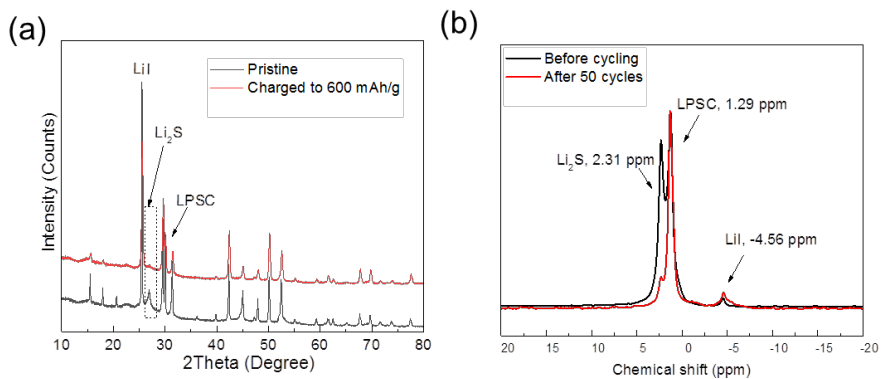 (a)
LiI
Pristine
Charged to 600 mAh/g
Li₂S
LPSC
Intensity (Counts)
10 20 30 40 50 60 70 80
2Theta (Degree)
(b)
Before cycling
After 50 cycles
LPSC, 1.29 ppm
Li₂S, 2.31 ppm
LiI, -4.56 ppm
20 15 10 5 0 -5 -10 -15 -20
Chemical shift (ppm)